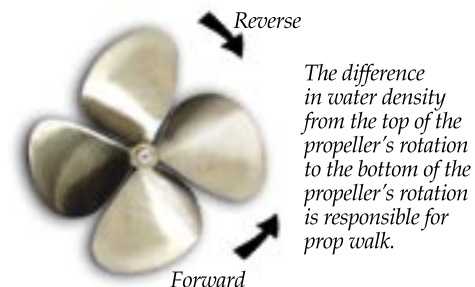 Reverse
The difference
in water density
from the top of the
propeller's rotation
to the bottom of the
propeller's rotation
is responsible for
prop walk.
Forward